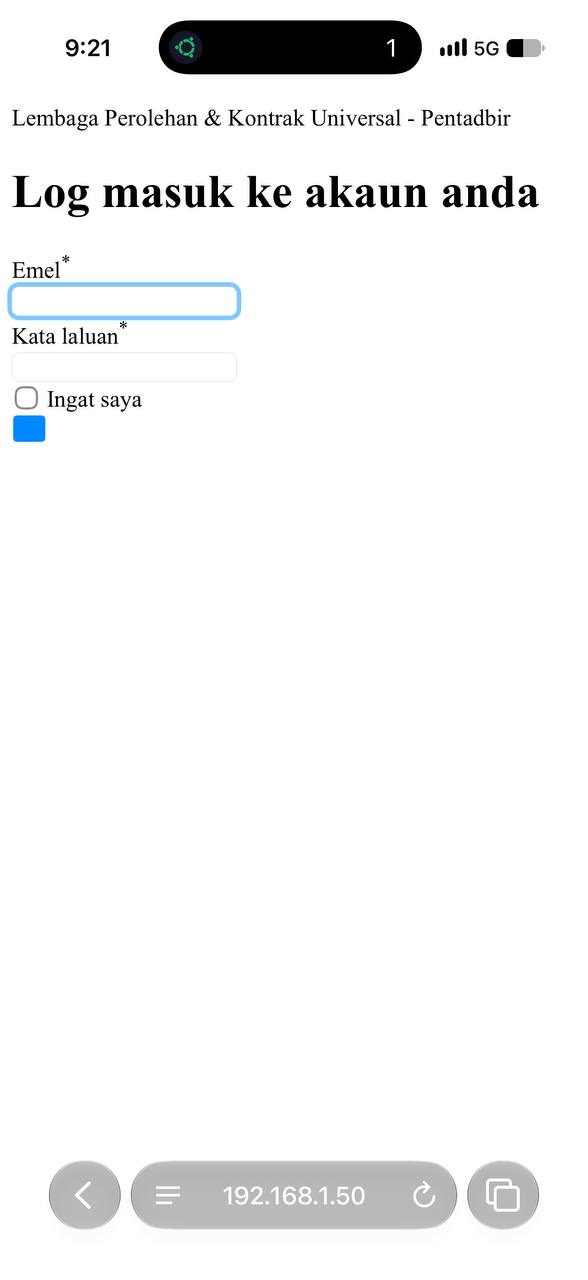 9:21
1
5G
Lembaga Perolehan & Kontrak Universal - Pentadbir
Log masuk ke akaun anda
Emel*
Kata laluan*
Ingat saya
192.168.1.50